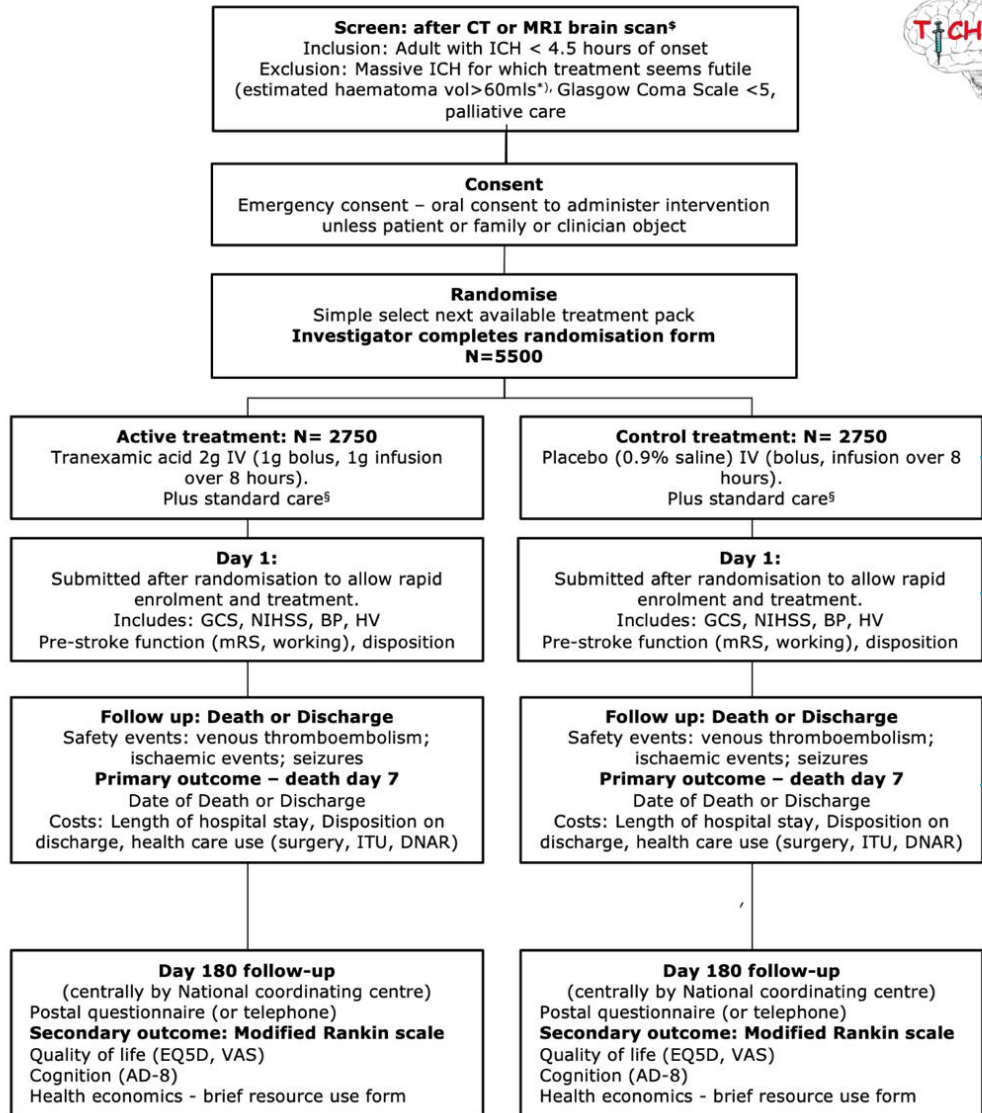 TICH
Screen: after CT or MRI brain scan$
Inclusion: Adult with ICH < 4.5 hours of onset
Exclusion: Massive ICH for which treatment seems futile
(estimated haematoma vol>60mls*), Glasgow Coma Scale <5,
palliative care
Consent
Emergency consent – oral consent to administer intervention
unless patient or family or clinician object
Randomise
Simple select next available treatment pack
Investigator completes randomisation form
N=5500
Active treatment: N= 2750
Tranexamic acid 2g IV (1g bolus, 1g infusion
over 8 hours).
Plus standard care§
Control treatment: N= 2750
Placebo (0.9% saline) IV (bolus, infusion over 8
hours).
Plus standard care§
Day 1:
Submitted after randomisation to allow rapid
enrolment and treatment.
Includes: GCS, NIHSS, BP, HV
Pre-stroke function (mRS, working), disposition
Day 1:
Submitted after randomisation to allow rapid
enrolment and treatment.
Includes: GCS, NIHSS, BP, HV
Pre-stroke function (mRS, working), disposition
Follow up: Death or Discharge
Safety events: venous thromboembolism;
ischaemic events; seizures
Primary outcome – death day 7
Date of Death or Discharge
Costs: Length of hospital stay, Disposition on
discharge, health care use (surgery, ITU, DNAR)
Follow up: Death or Discharge
Safety events: venous thromboembolism;
ischaemic events; seizures
Primary outcome – death day 7
Date of Death or Discharge
Costs: Length of hospital stay, Disposition on
discharge, health care use (surgery, ITU, DNAR)
Day 180 follow-up
(centrally by National coordinating centre)
Postal questionnaire (or telephone)
Secondary outcome: Modified Rankin scale
Quality of life (EQ5D, VAS)
Cognition (AD-8)
Health economics - brief resource use form
Day 180 follow-up
(centrally by National coordinating centre)
Postal questionnaire (or telephone)
Secondary outcome: Modified Rankin scale
Quality of life (EQ5D, VAS)
Cognition (AD-8)
Health economics - brief resource use form